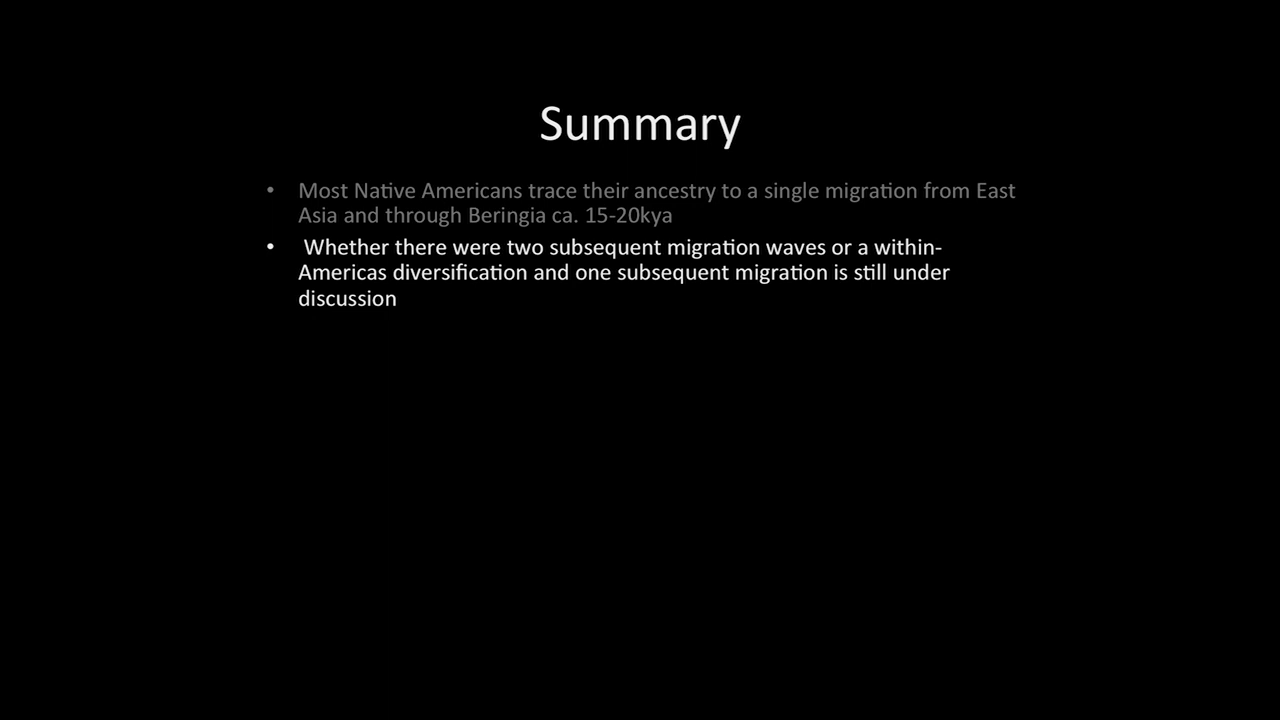 Summary
• Most Native Americans trace their ancestry to a single migration from East
Asia and through Beringia ca. 15-20kya
• Whether there were two subsequent migration waves or a within-
Americas diversification and one subsequent migration is still under
discussion